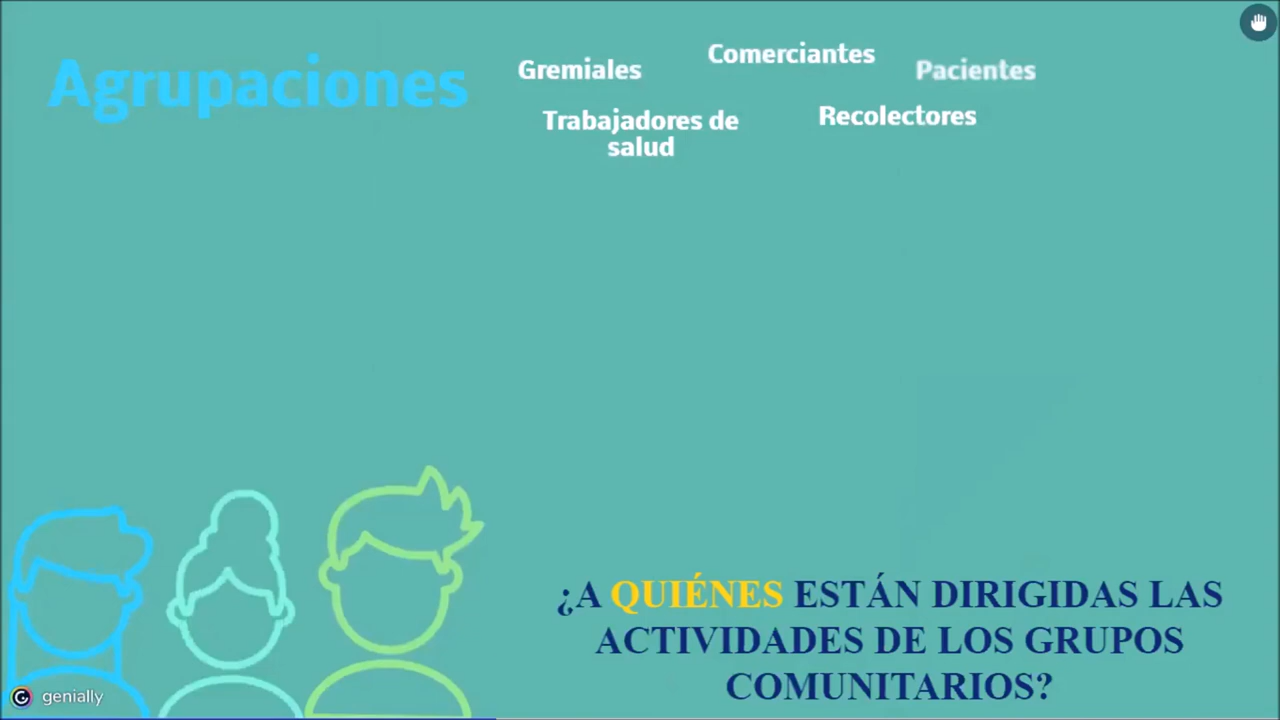 Agrupaciones
Gremiales
Comerciantes
Pacientes
Trabajadores de
salud
Recolectores
¿A QUIÉNES ESTÁN DIRIGIDAS LAS
ACTIVIDADES DE LOS GRUPOS
COMUNITARIOS?
genially